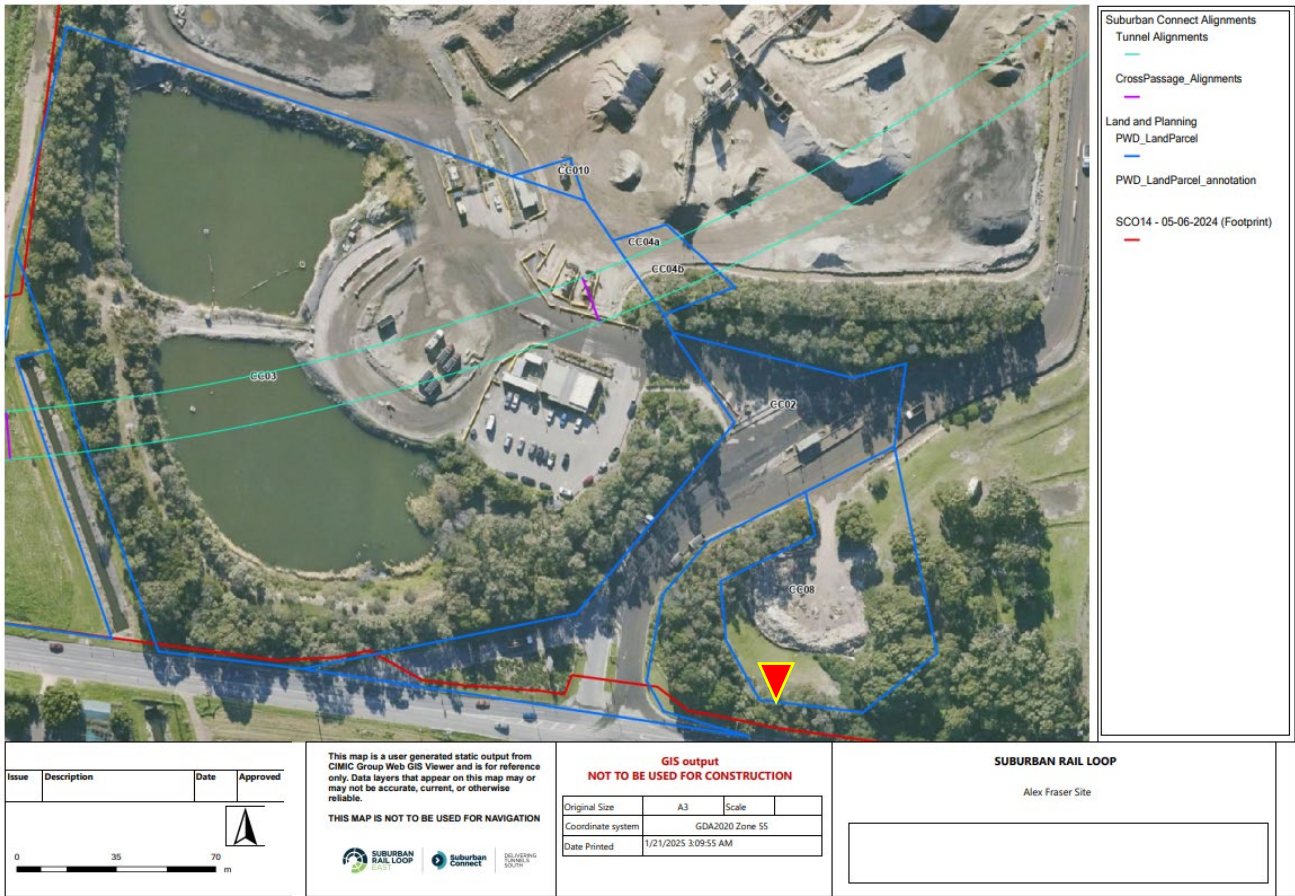 Suburban Connect Alignments
Tunnel Alignments
CrossPassage_Alignments
Land and Planning
PWD_LandParcel
PWD_LandParcel_annotation
SCO14 - 05-06-2024 (Footprint)
CC010
CC04a
CC04b
CC03
CC02
CC08
Issue Description Date Approved
0 35 70
m
This map is a user generated static output from
CIMIC Group Web GIS Viewer and is for reference
only. Data layers that appear on this map may or
may not be accurate, current, or otherwise
reliable.
THIS MAP IS NOT TO BE USED FOR NAVIGATION
SUBURBAN
RAIL LOOP
EAST
Suburban
Connect
DELIVERING
TUNNELS
SOUTH
GIS output
NOT TO BE USED FOR CONSTRUCTION
Original Size A3 Scale
Coordinate system GDA2020 Zone 55
Date Printed 1/21/2025 3:09:55 AM
SUBURBAN RAIL LOOP
Alex Fraser Site